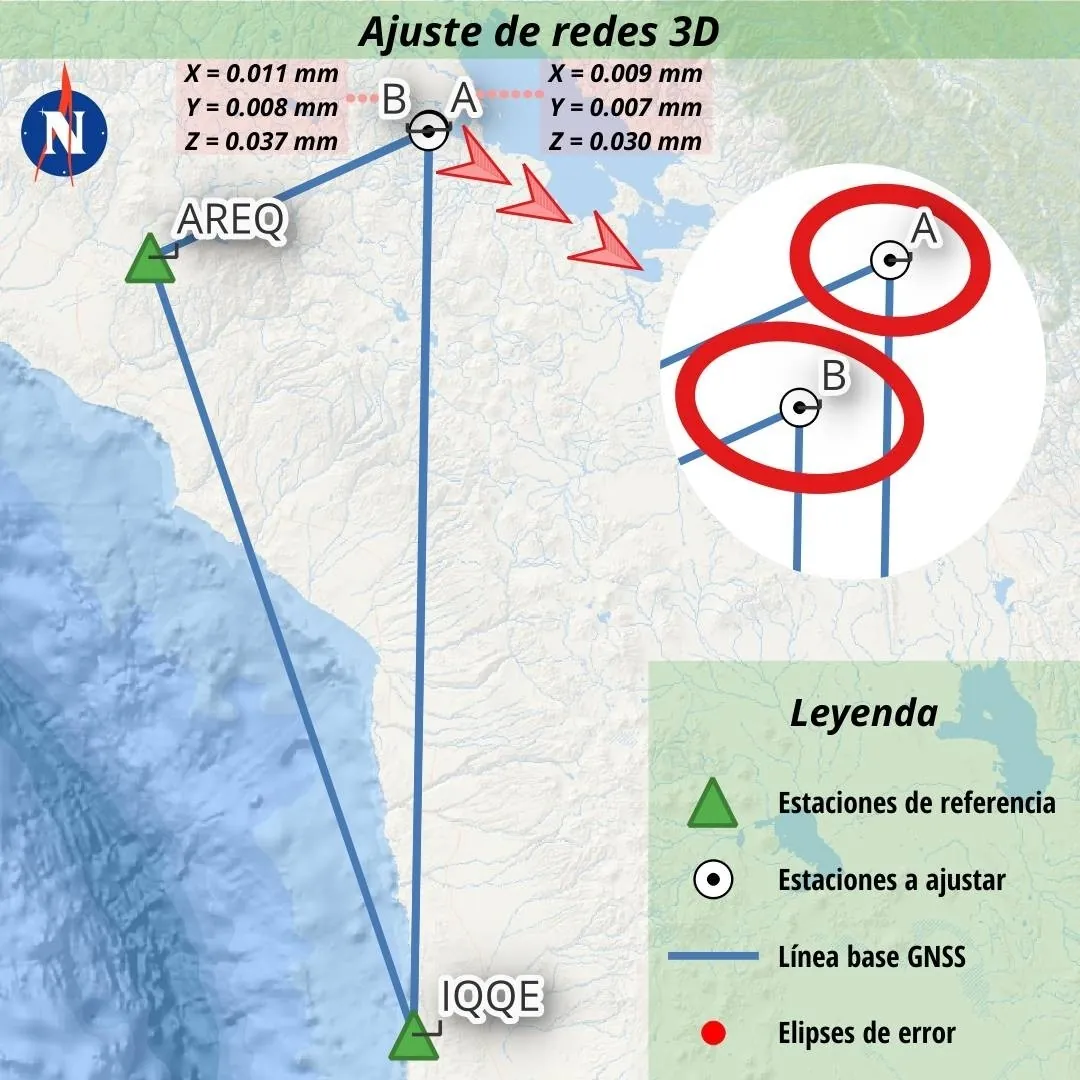 Ajuste de redes 3D
X = 0.011 mm
Y = 0.008 mm
Z = 0.037 mm
B
A
X = 0.009 mm
Y = 0.007 mm
Z = 0.030 mm
N
AREQ
A
B
IQQE
Leyenda
Estaciones de referencia
Estaciones a ajustar
Línea base GNSS
Elipses de error